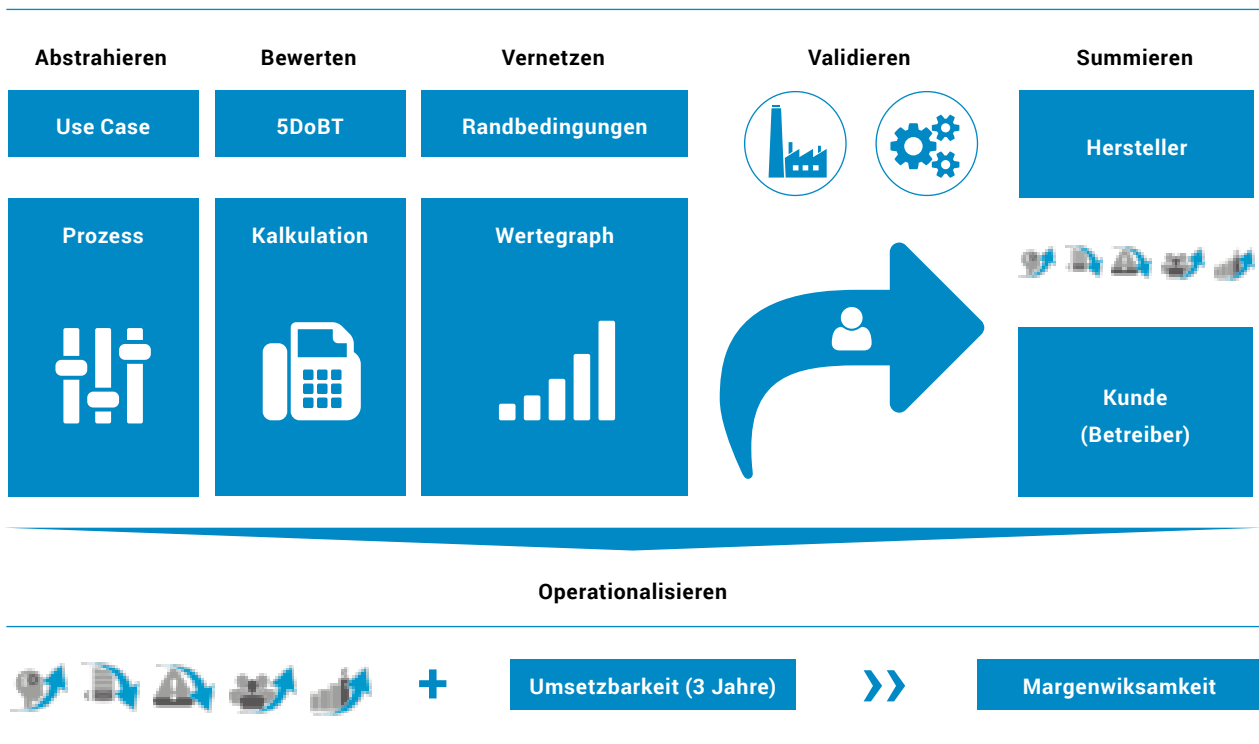 Abstrahieren
Bewerten
Vernetzen
Validieren
Summieren
Use Case
5DoBT
Randbedingungen
Hersteller
Prozess
Kalkulation
Wertegraph
Kunde
(Betreiber)
Operationalisieren
Umsetzbarkeit (3 Jahre)
Margenwiksamkeit